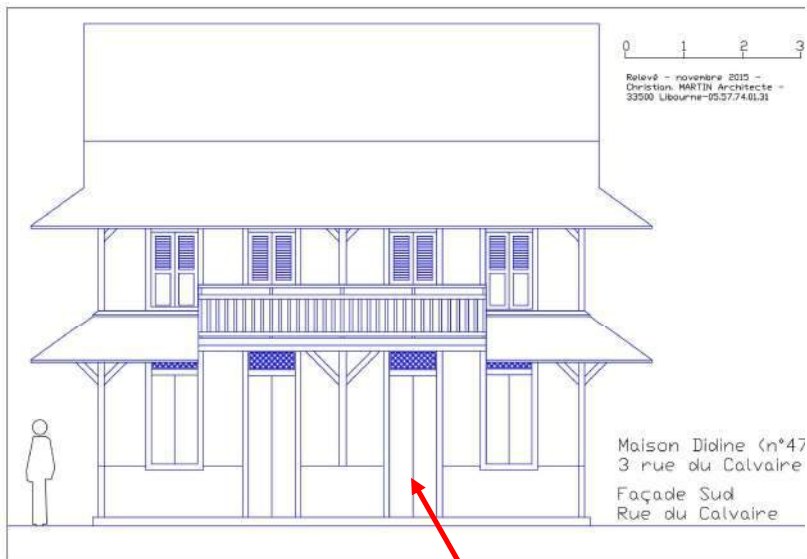 0 1 2 3
Relevé - novembre 2015 -
Christian. MARTIN Architecte -
33500 Libourne-05.57.74.01.31
Maison Didine (n°47
3 rue du Calvaire
Façade Sud
Rue du Calvaire